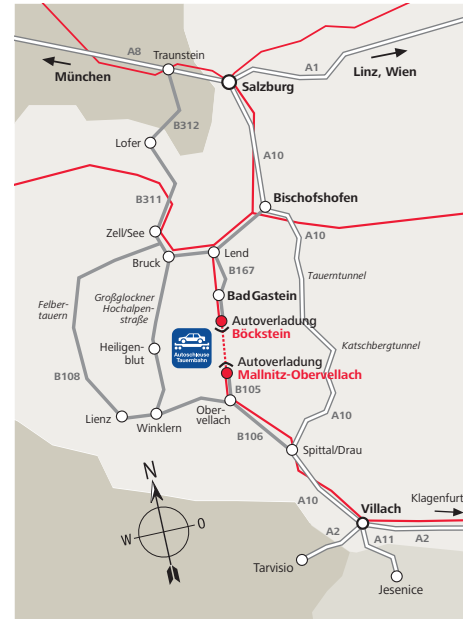 A8
Traunstein
München
A1
Linz, Wien
Salzburg
B312
Lofer
A10
B311
Bischofshofen
Zell/See
A10
Bruck
Lend
B167
Tauerntunnel
Felber-
tauern
Großglockner
Hochalpen-
straße
Bad Gastein
Autoverladung
Böckstein
Autoschleuse
Tauernbahn
Heiligen-
blut
Katschbergtunnel
Autoverladung
Mallnitz-Obervellach
B108
B105
Ober-
vellach
Lienz
Winklern
B106
A10
Spittal/Drau
N
A10
Klagenfurt
Villach
W
O
A2
A11
A2
Tarvisio
Jesenice